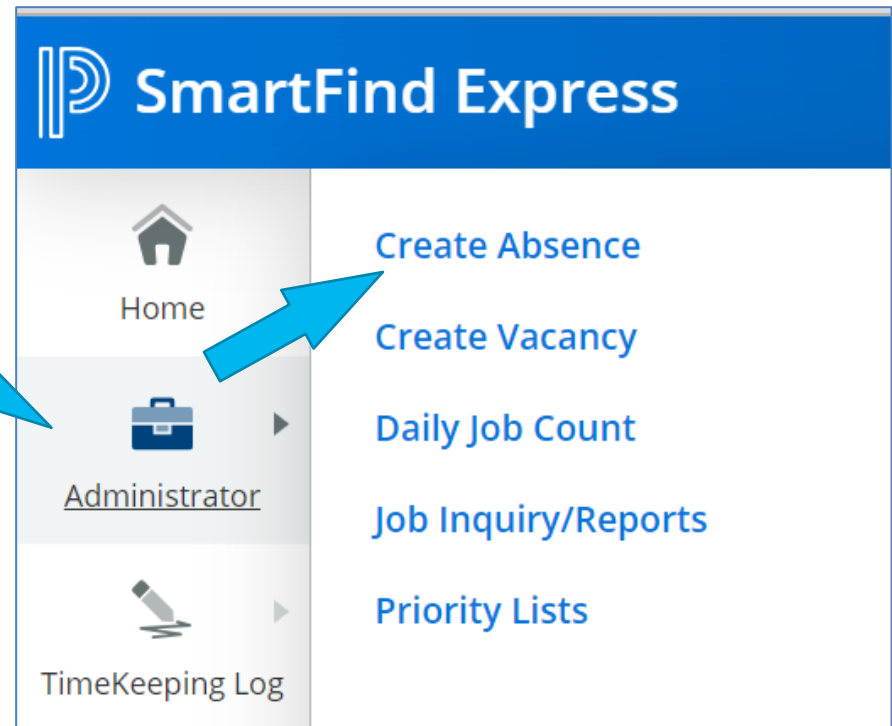 SmartFind Express
Home
Administrator
TimeKeeping Log
Create Absence
Create Vacancy
Daily Job Count
Job Inquiry/Reports
Priority Lists